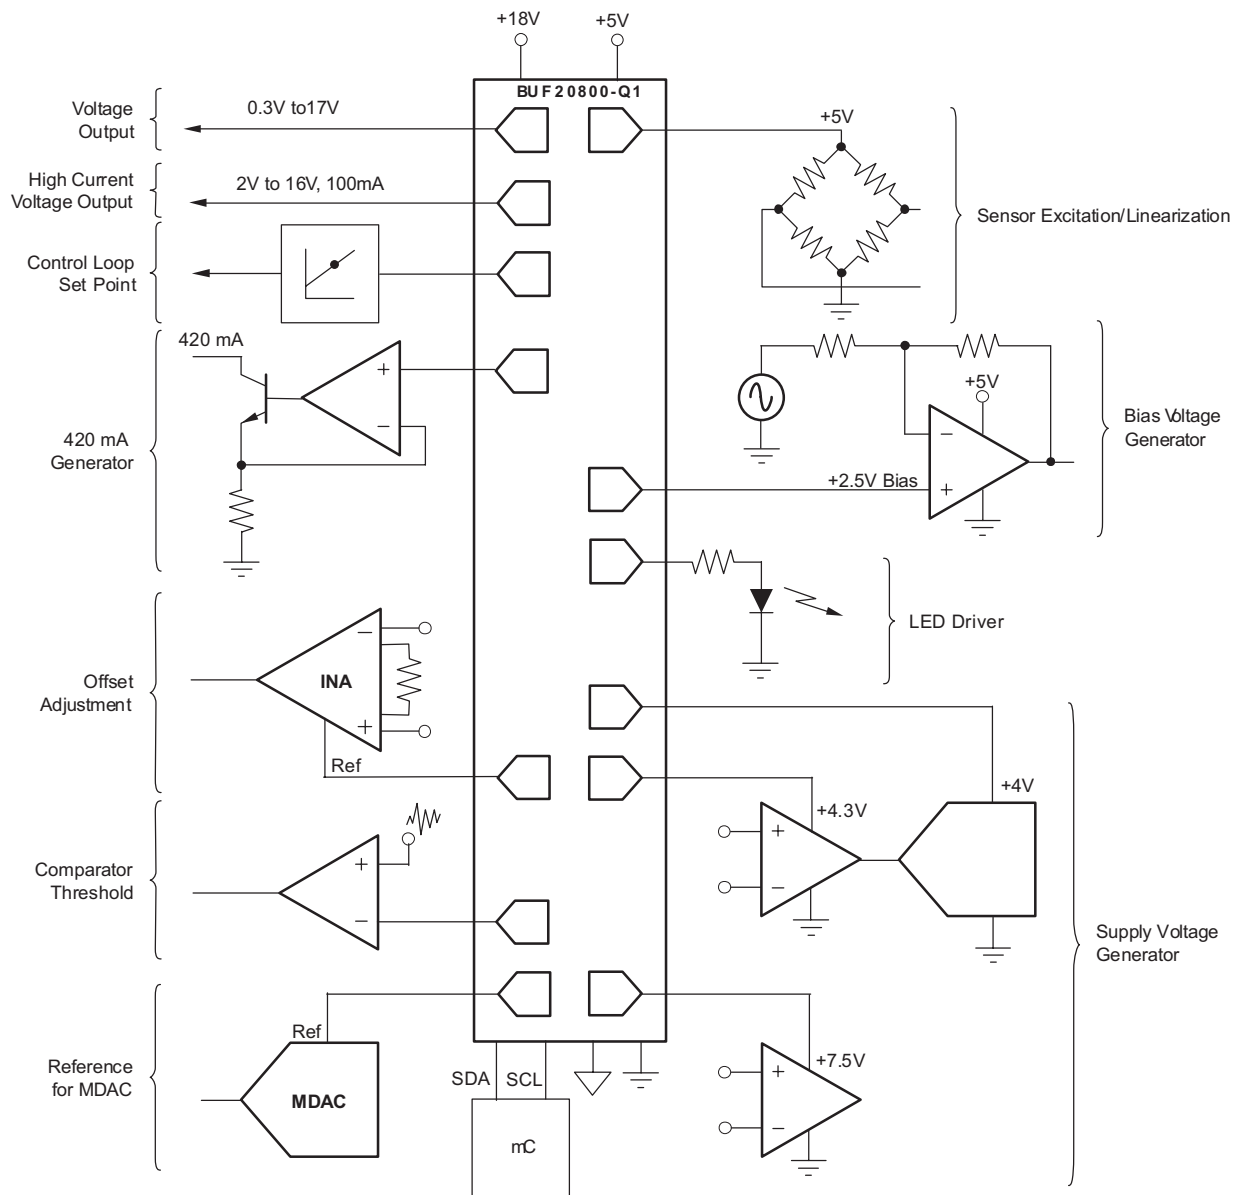 +18V
+5V
BUF20800-Q1
Voltage
Output
0.3V to17V
High Current
Voltage Output
2V to 16V, 100mA
Control Loop
Set Point
420 mA
420 mA
Generator
+
−
Offset
Adjustment
INA
−
+
Ref
Comparator
Threshold
+
−
Reference
for MDAC
Ref
MDAC
SDA
SCL
mC
+5V
Sensor Excitation/Linearization
+5V
−
+
+2.5V Bias
Bias Voltage
Generator
LED Driver
+4V
+4.3V
+
−
Supply Voltage
Generator
+7.5V
+
−